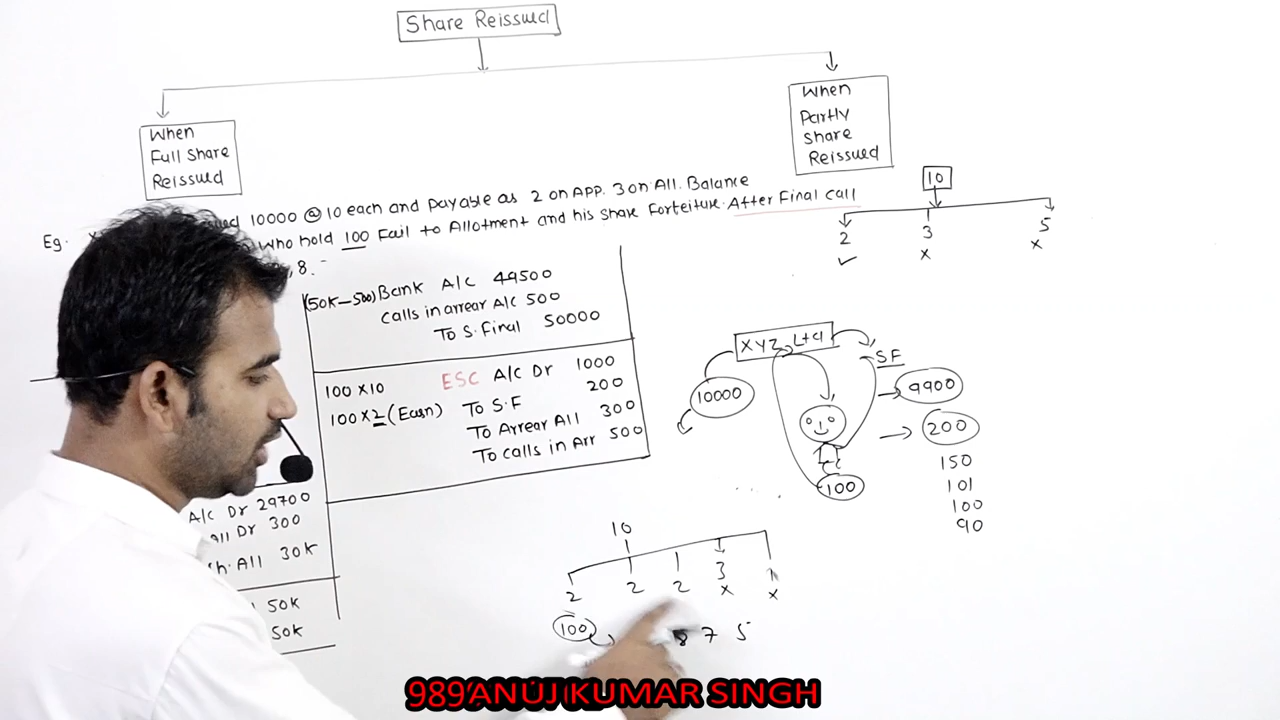 Share Reissued
When
Full Share
Reissued
When
Partly
Share
Reissued
Eg. 10000 @ 10 each and payable as 2 on App. 3 on All. Balance
who hold 100 Fail to Allotment and his share Forfeiture. After Final call
8.
10
2 3 5
✓ x x
(50K-500) Bank A/C 49500
Calls in arrear A/C 500
To S. Final 50000
100 x 10 ESC A/C Dr 1000
100 x 2 (Earn) To S.F 200
To Arrear All 300
To calls in Arr 500
A/C Dr 29700
all Dr 300
sh. All 30K
50K
50K
XYZ Ltd
SF
10000
9900
200
100
150
101
100
90
10
2 2 2 3 1
x x
100
8 7 5
ANUJ KUMAR SINGH